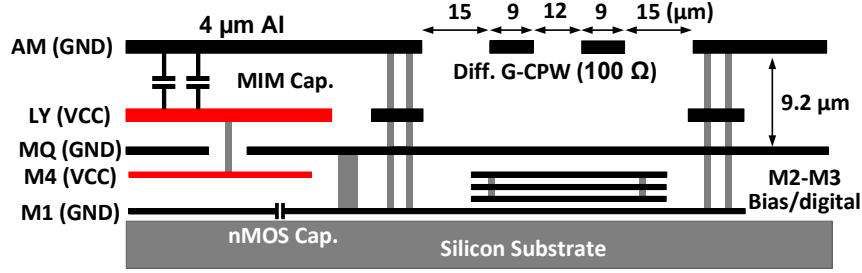 4 µm Al
15 9 12 9 15 (µm)
AM (GND)
Diff. G-CPW (100 Ω)
MIM Cap.
LY (VCC)
9.2 µm
MQ (GND)
M4 (VCC)
M2-M3
Bias/digital
M1 (GND)
nMOS Cap.
Silicon Substrate